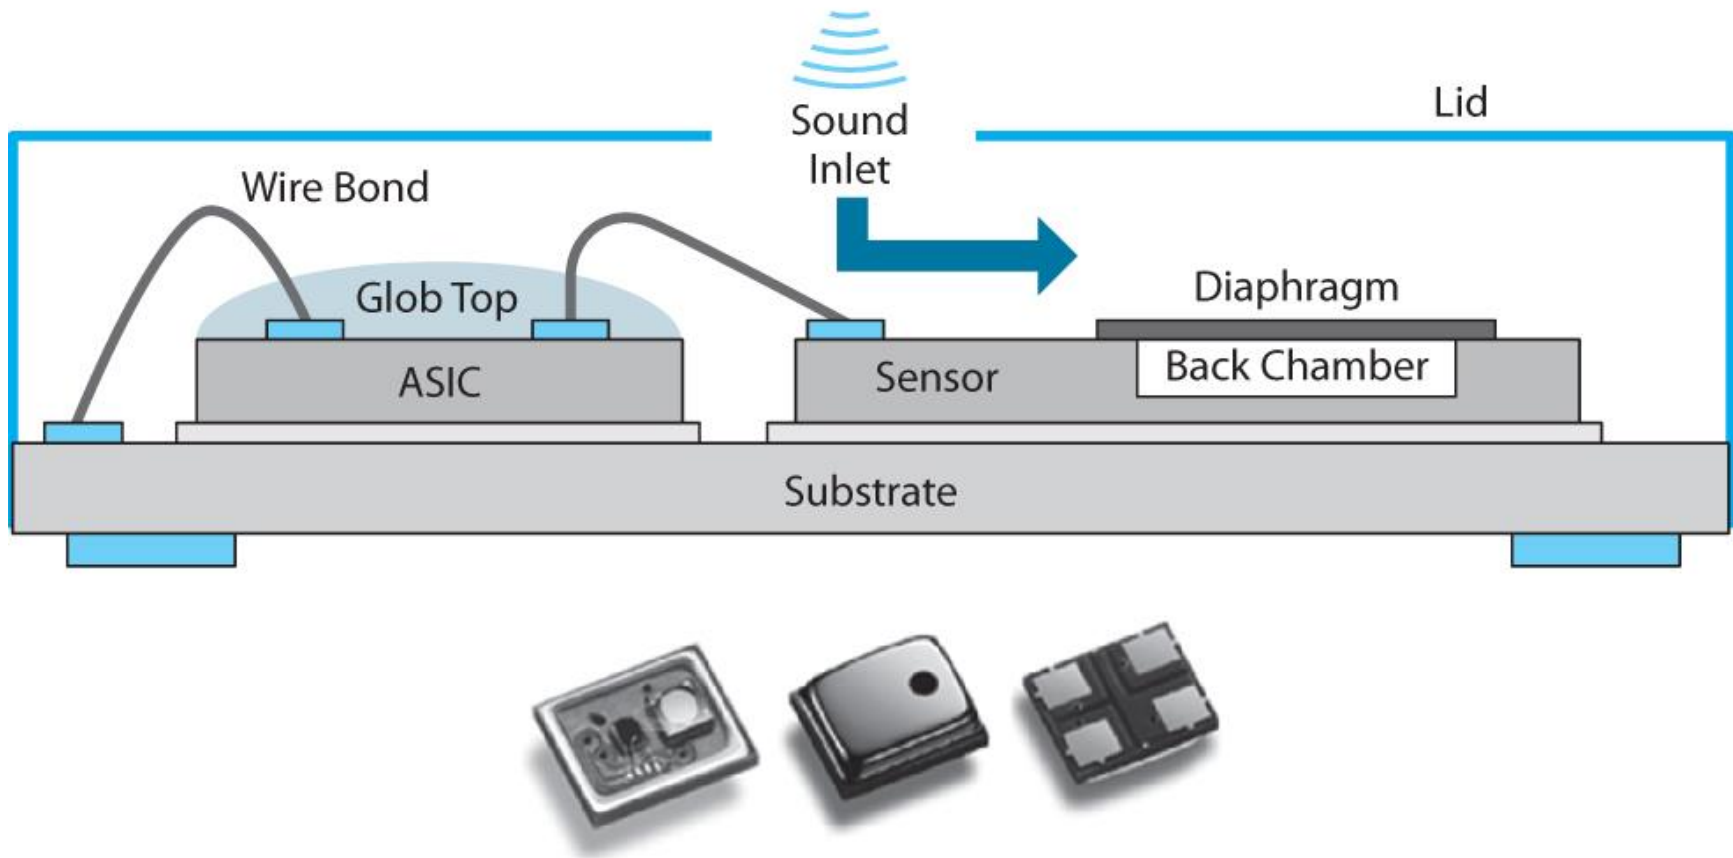 Sound
Inlet
Lid
Wire Bond
Glob Top
Diaphragm
ASIC
Sensor
Back Chamber
Substrate